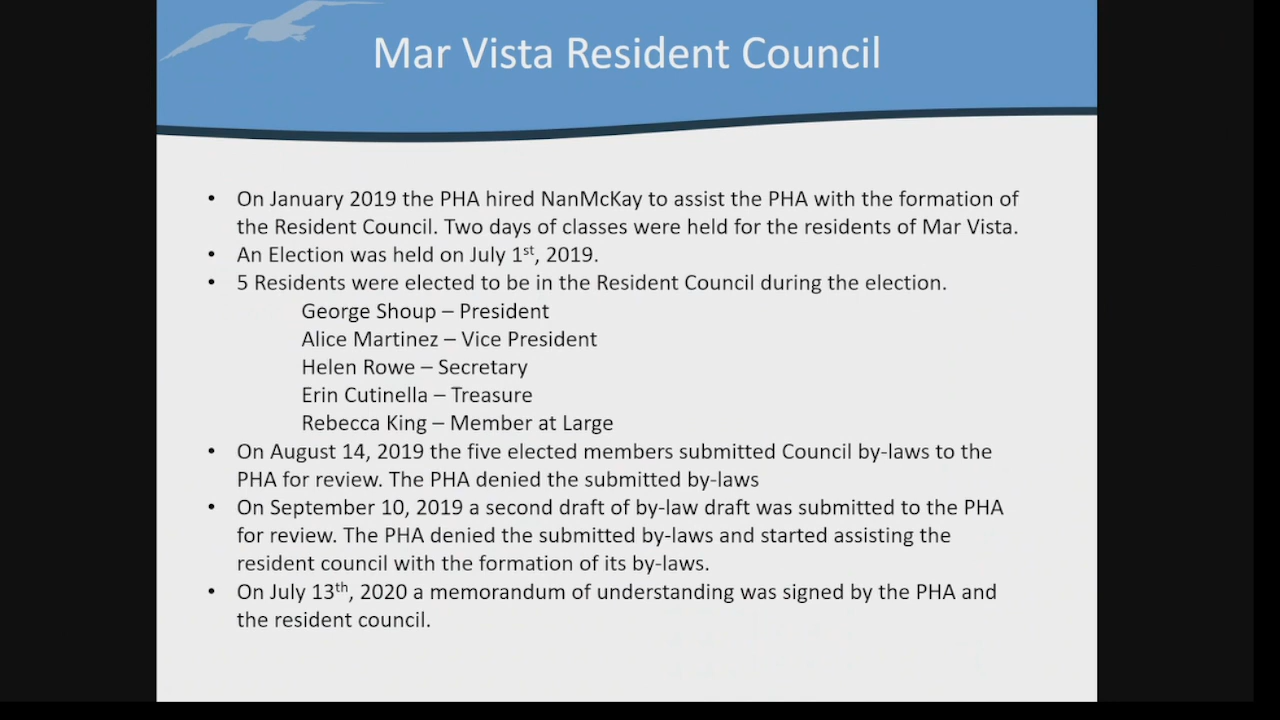 Mar Vista Resident Council
• On January 2019 the PHA hired NanMcKay to assist the PHA with the formation of
the Resident Council. Two days of classes were held for the residents of Mar Vista.
• An Election was held on July 1st, 2019.
• 5 Residents were elected to be in the Resident Council during the election.
George Shoup – President
Alice Martinez – Vice President
Helen Rowe – Secretary
Erin Cutinella – Treasure
Rebecca King – Member at Large
• On August 14, 2019 the five elected members submitted Council by-laws to the
PHA for review. The PHA denied the submitted by-laws
• On September 10, 2019 a second draft of by-law draft was submitted to the PHA
for review. The PHA denied the submitted by-laws and started assisting the
resident council with the formation of its by-laws.
• On July 13th, 2020 a memorandum of understanding was signed by the PHA and
the resident council.